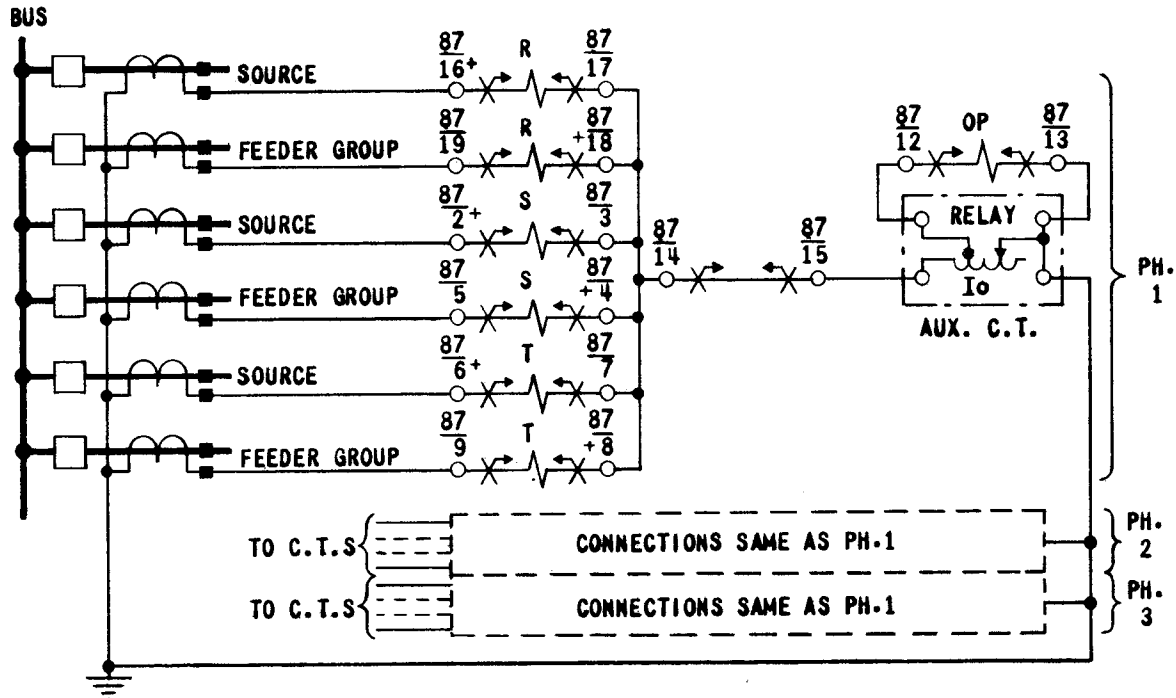 BUS
SOURCE
87
16+
R
87
17
FEEDER GROUP
87
19
R
87
+18
SOURCE
87
2+
S
87
3
FEEDER GROUP
87
5
S
87
+4
SOURCE
87
6+
T
87
7
FEEDER GROUP
87
9
T
87
+8
87
14
87
15
87
12
OP
87
13
RELAY
Io
AUX. C.T.
PH.
1
TO C.T.S
CONNECTIONS SAME AS PH.1
PH.
2
TO C.T.S
CONNECTIONS SAME AS PH.1
PH.
3